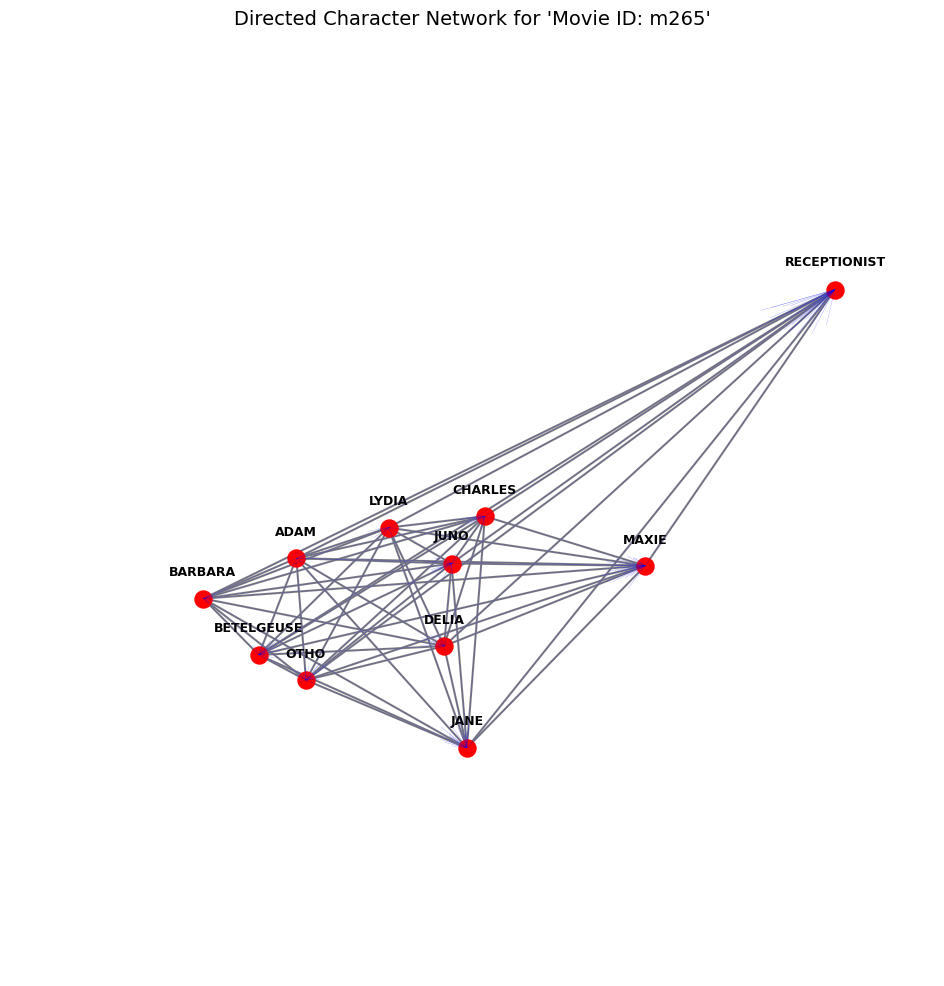 Directed Character Network for 'Movie ID: m265'
RECEPTIONIST
CHARLES
LYDIA
ADAM
JUNO
MAXIE
BARBARA
DELIA
BETELGEUSE
OTHO
JANE